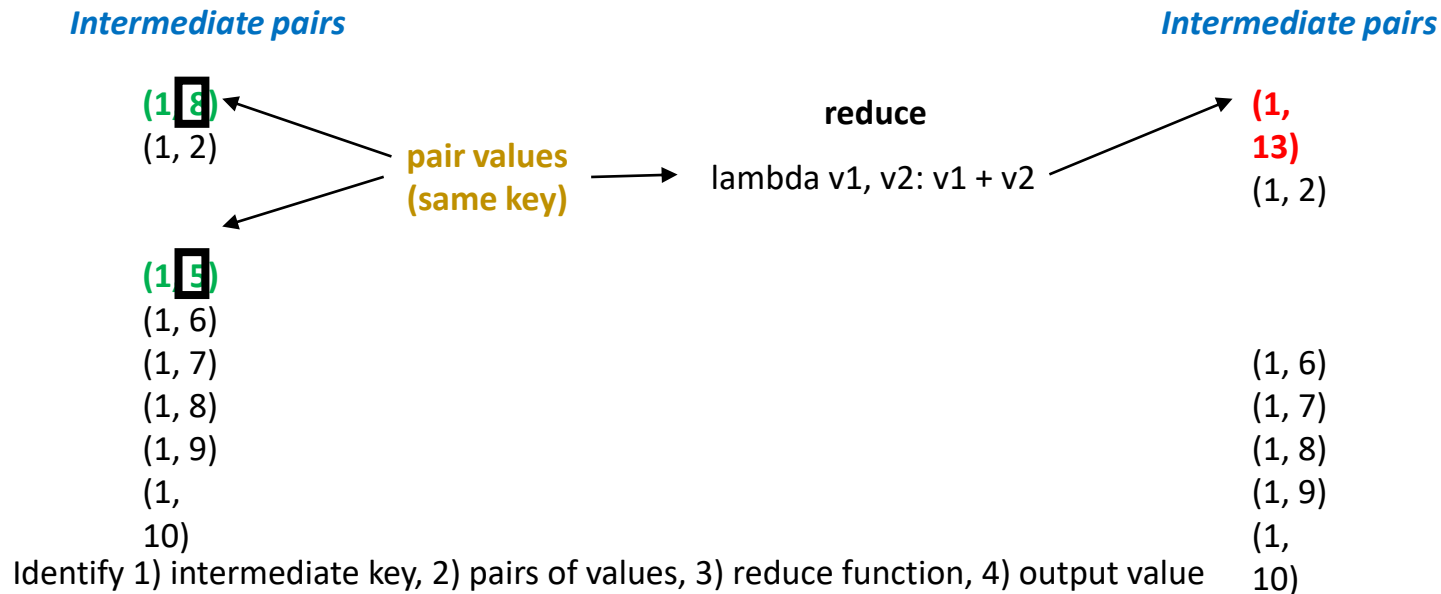 Intermediate pairs
(1, 8)
(1, 2)
(1, 5)
(1, 6)
(1, 7)
(1, 8)
(1, 9)
(1,
10)
pair values
(same key)
reduce
lambda v1, v2: v1 + v2
Intermediate pairs
(1,
13)
(1, 2)
(1, 6)
(1, 7)
(1, 8)
(1, 9)
(1,
10)
Identify 1) intermediate key, 2) pairs of values, 3) reduce function, 4) output value